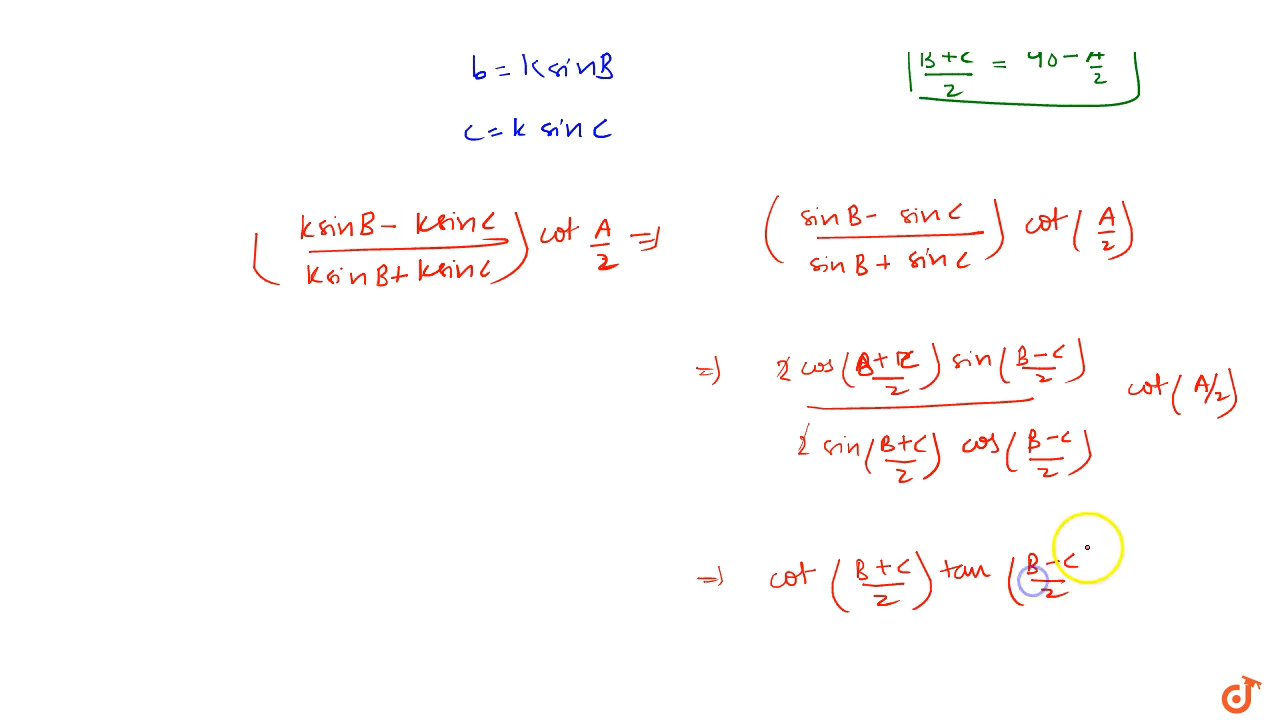 b = k sin B
B + C / 2 = 90 - A / 2
c = k sin C
( k sin B - k sin C / k sin B + k sin C ) cot A / 2 => ( sin B - sin C / sin B + sin C ) cot ( A / 2 )
=> 2 cos ( B + C / 2 ) sin ( B - C / 2 ) / 2 sin ( B + C / 2 ) cos ( B - C / 2 ) cot ( A/2 )
=> cot ( B + C / 2 ) tan ( B - C / 2